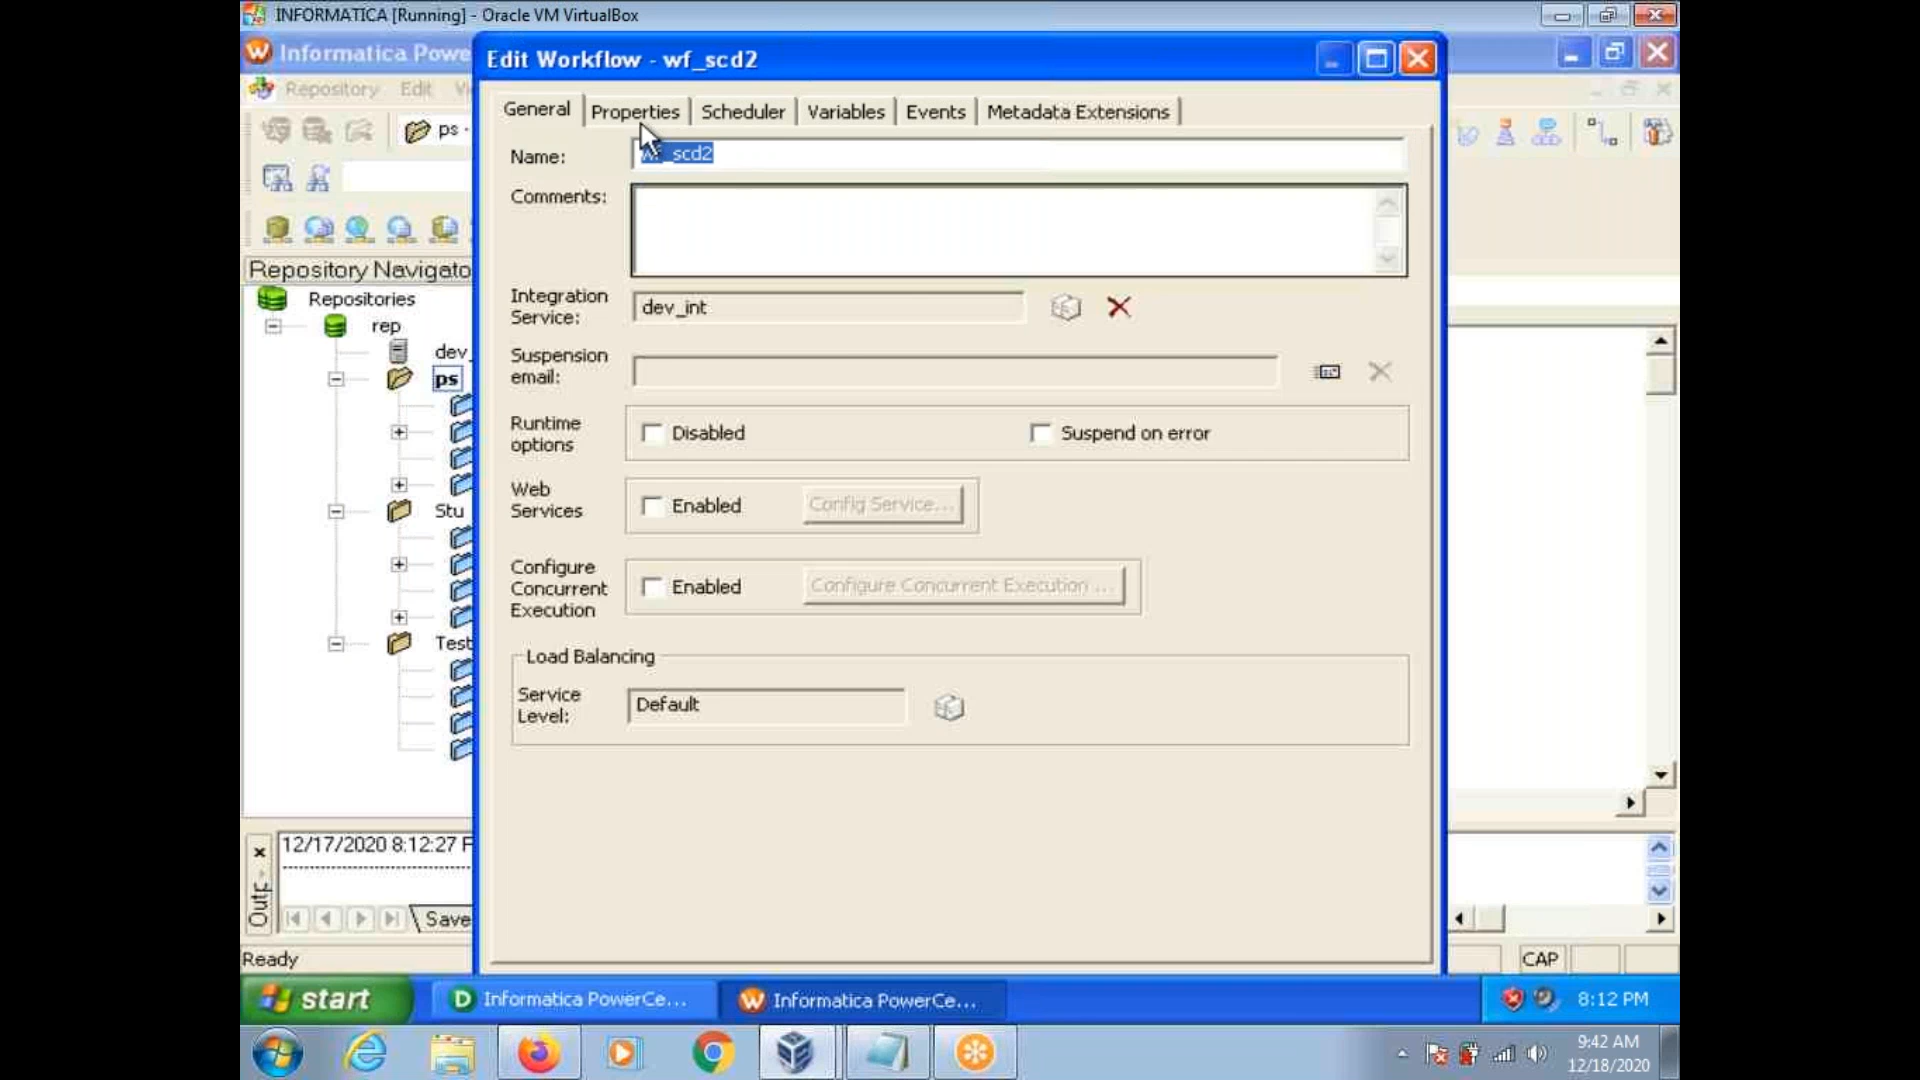 INFORMATICA [Running] - Oracle VM VirtualBox
Informatica Powe
Edit Workflow - wf_scd2
Repository Edit
General Properties Scheduler Variables Events Metadata Extensions
ps
Name: wf_scd2
Comments:
Repository Navigato
Integration
Service: dev_int
Repositories
rep
dev_
ps
Suspension
email:
Runtime
options
Disabled Suspend on error
Web
Services
Enabled Config Service...
Stu
Configure
Concurrent
Execution
Enabled Configure Concurrent Execution ...
Test
Load Balancing
Service
Level: Default
12/17/2020 8:12:27 P
Outp
Save
Ready
CAP
start Informatica PowerCe... Informatica PowerCe... 8:12 PM
9:42 AM
12/18/2020